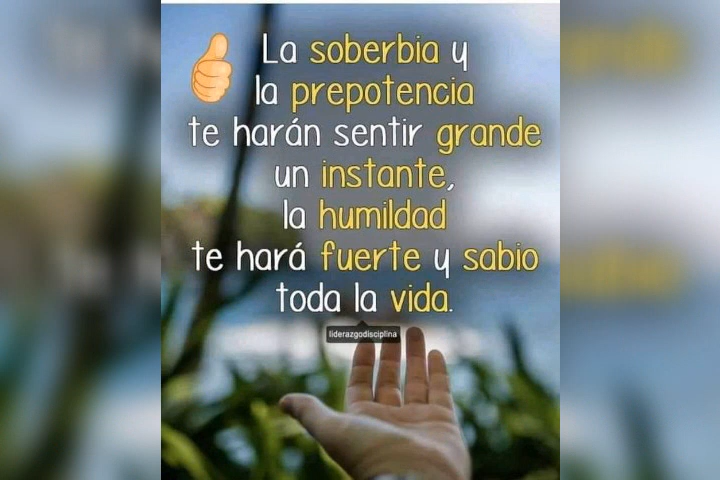 La soberbia y
la prepotencia
te harán sentir grande
un instante,
la humildad
te hará fuerte y sabio
toda la vida.
liderazgodisciplina